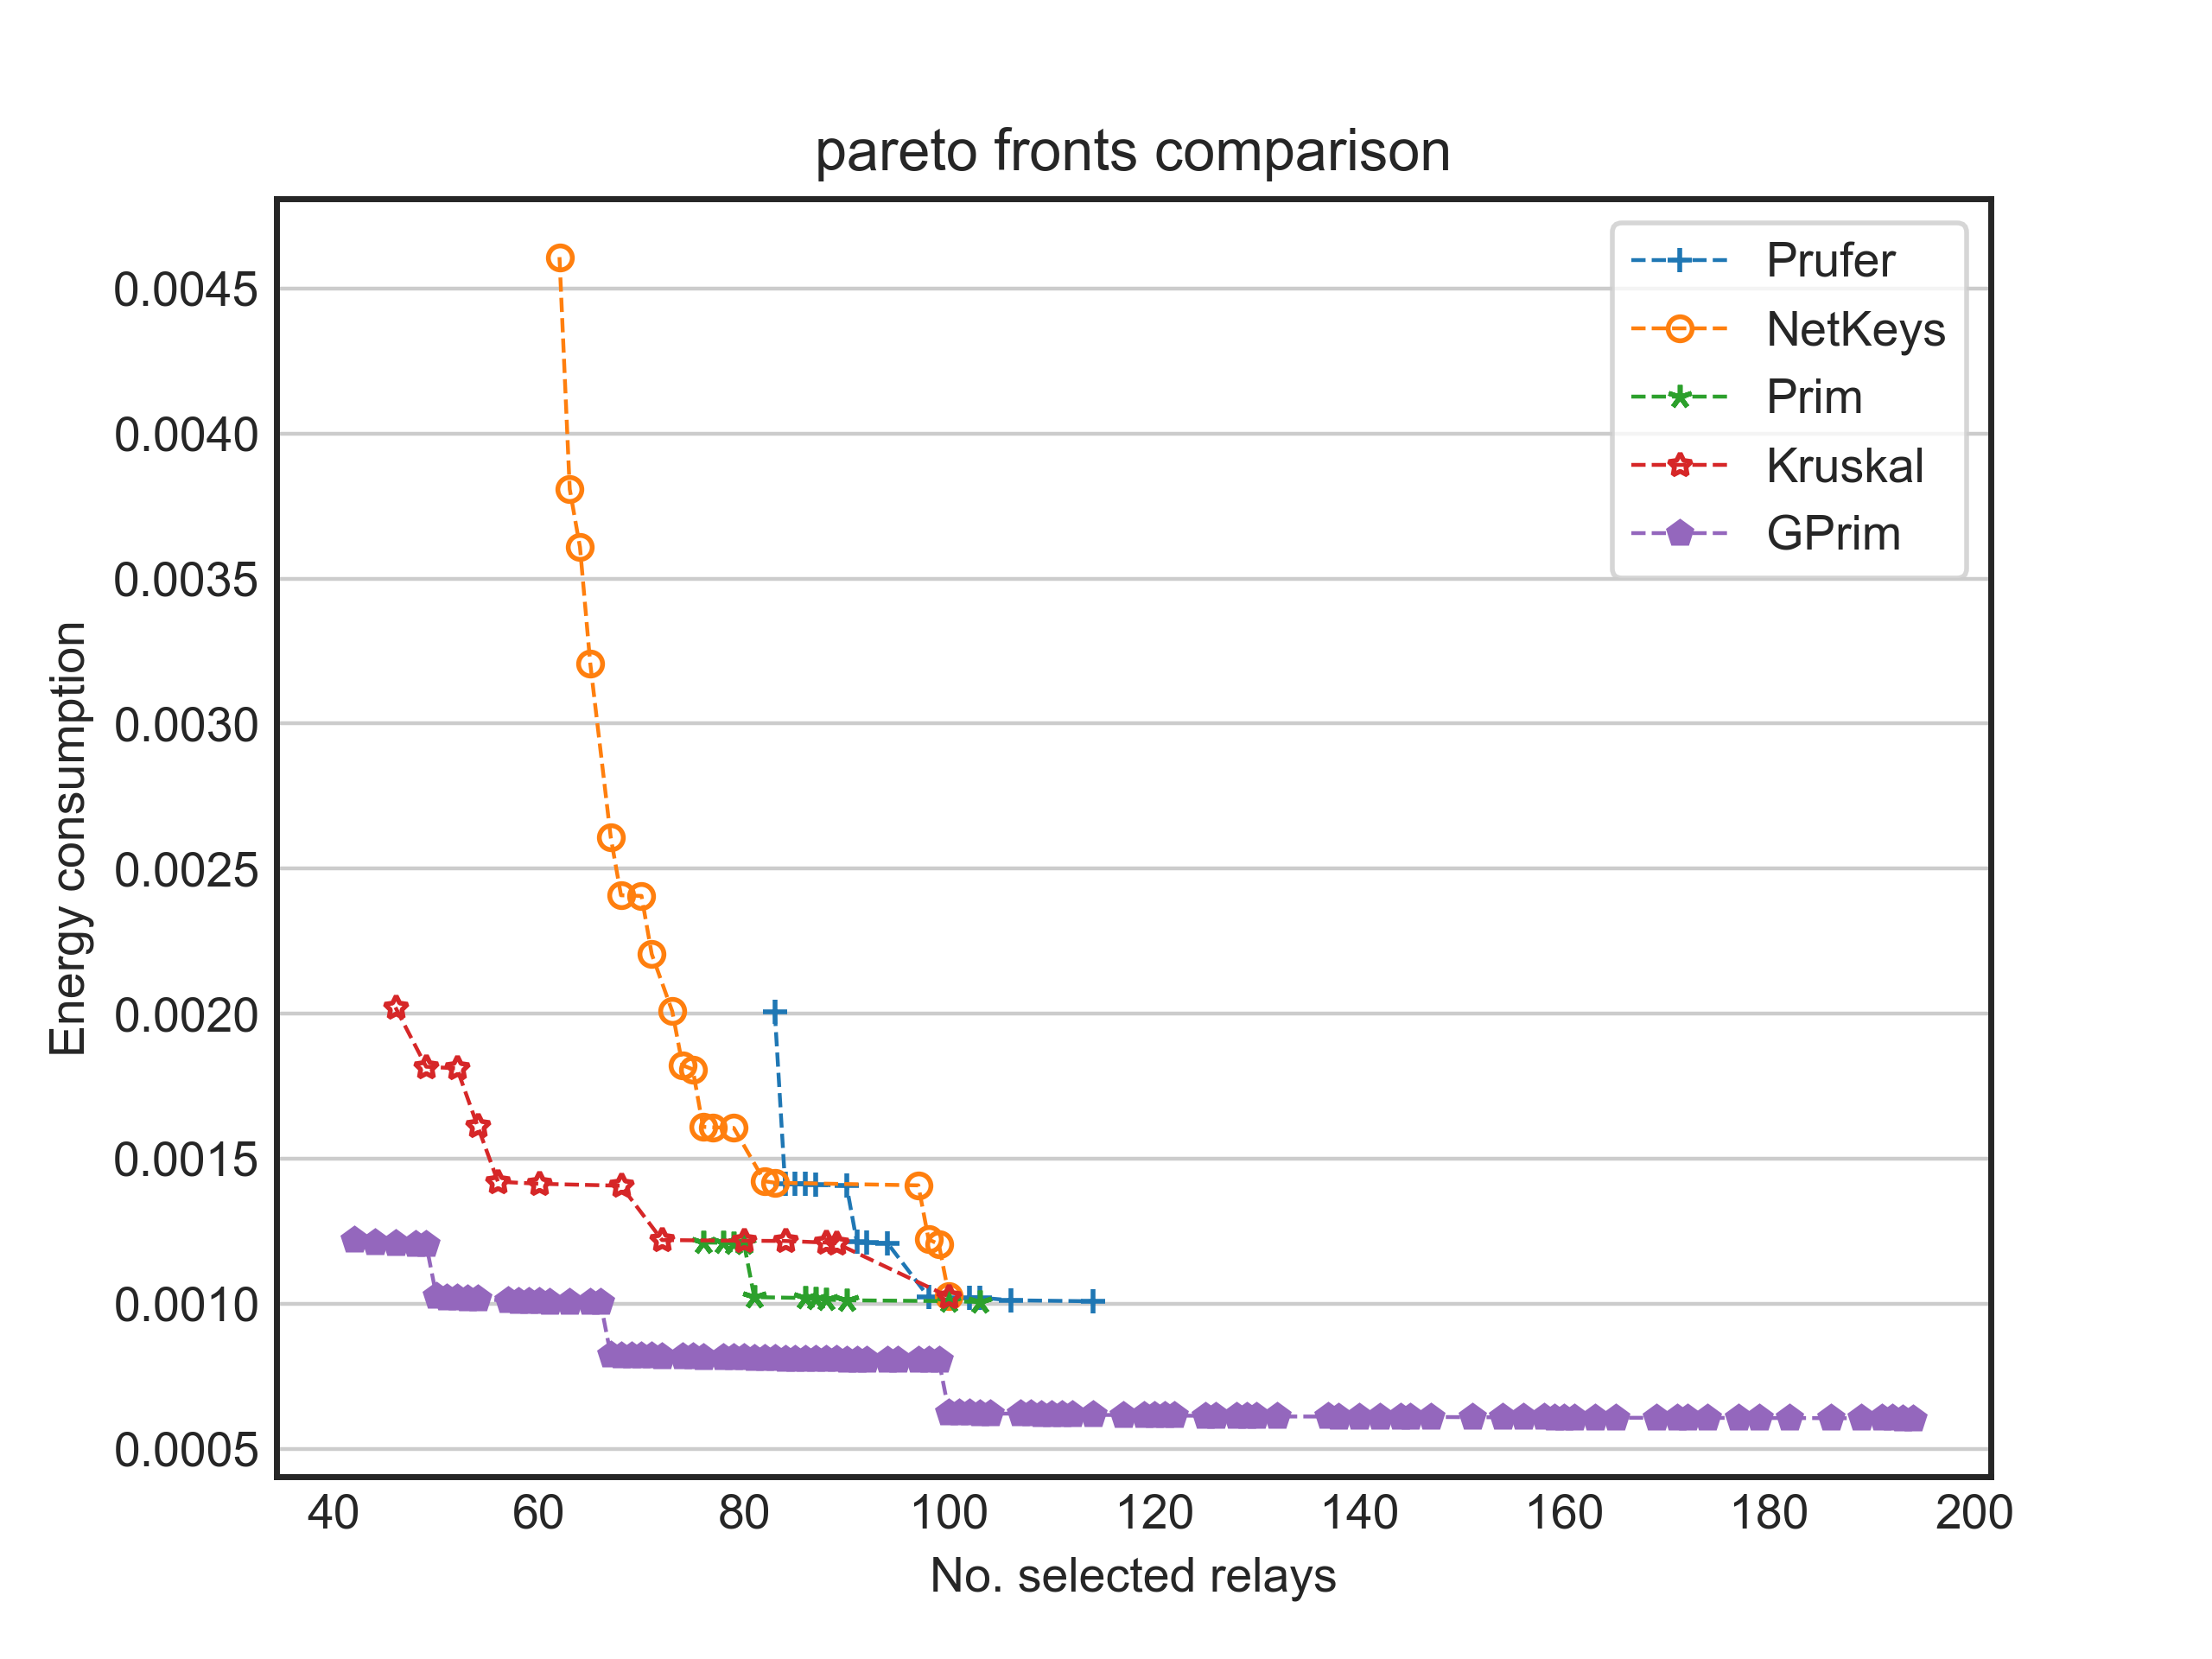 pareto fronts comparison
Prufer
NetKeys
Prim
Kruskal
GPrim
Energy consumption
0.0045
0.0040
0.0035
0.0030
0.0025
0.0020
0.0015
0.0010
0.0005
40 60 80 100 120 140 160 180 200
No. selected relays